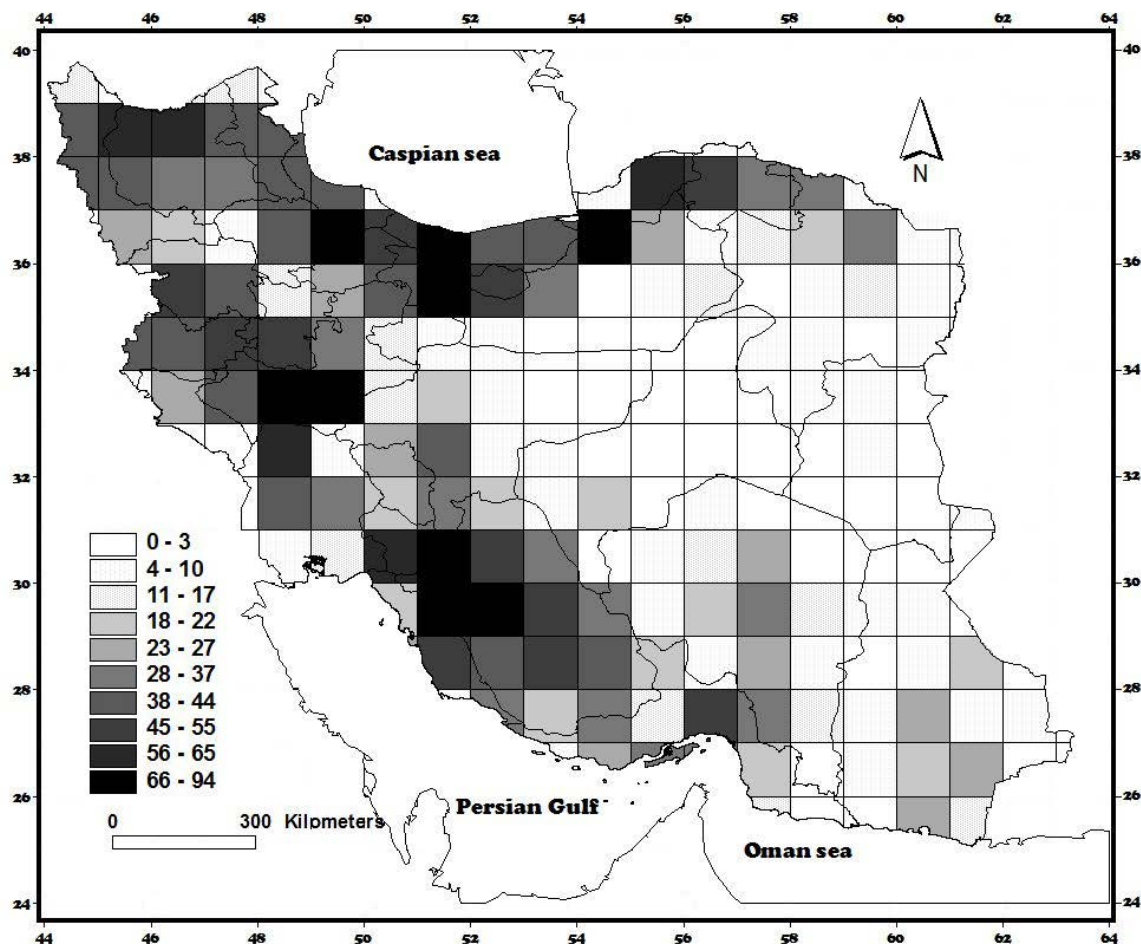 44 46 48 50 52 54 56 58 60 62 64
40 40
38 38
Caspian sea
N
36 36
34 34
32 32
0 - 3
4 - 10
11 - 17
18 - 22
23 - 27
28 - 37
38 - 44
45 - 55
56 - 65
66 - 94
30 30
28 28
26 26
Persian Gulf
0 300 Kilpmeters
Oman sea
24 24
44 46 48 50 52 54 56 58 60 62 64